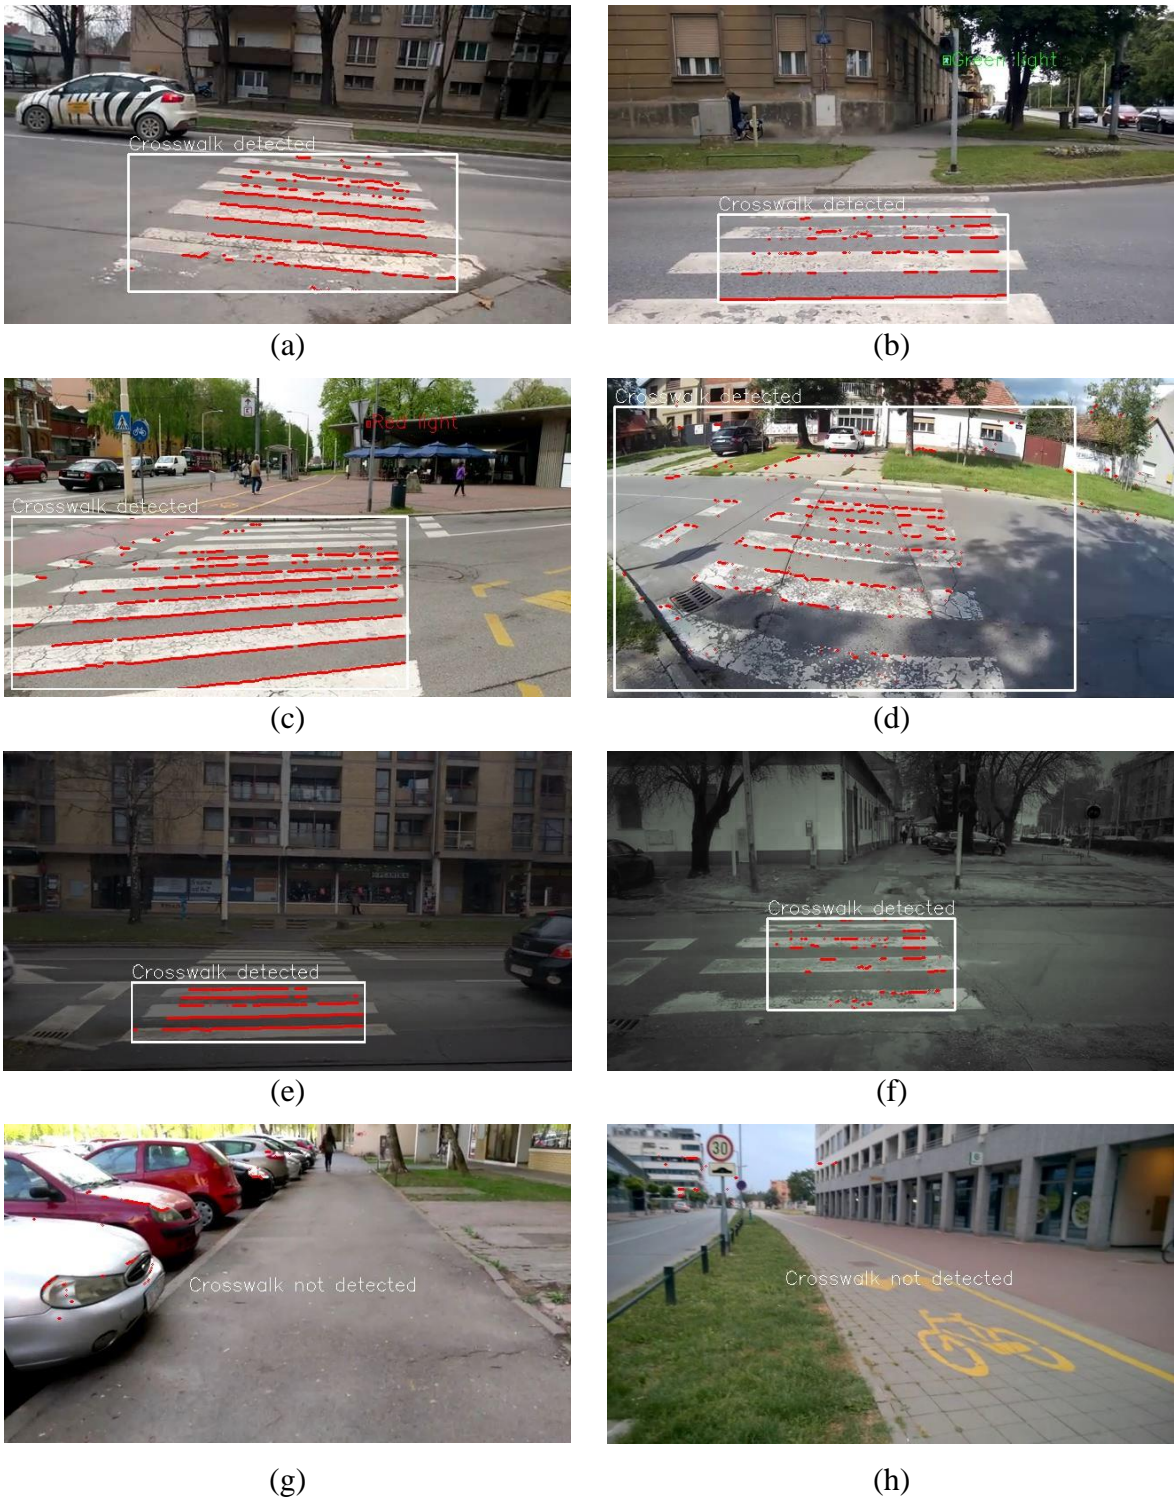 Crosswalk detected
(a)
Green light
Crosswalk detected
(b)
Red light
Crosswalk detected
(c)
Crosswalk detected
(d)
Crosswalk detected
(e)
Crosswalk detected
(f)
Crosswalk not detected
(g)
30
Crosswalk not detected
(h)